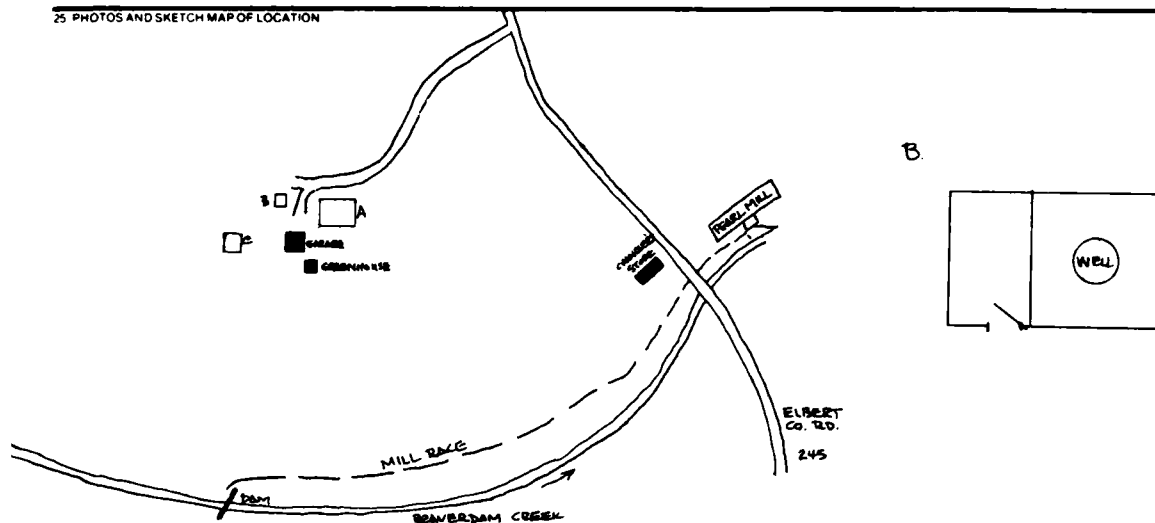 25 PHOTOS AND SKETCH MAP OF LOCATION
B.
B
A
C
GARAGE
GREENHOUSE
PEARL MILL
STORE
WELL
ELBERT
CO. RD.
245
MILL RACE
DAM
BEAVERDAM CREEK